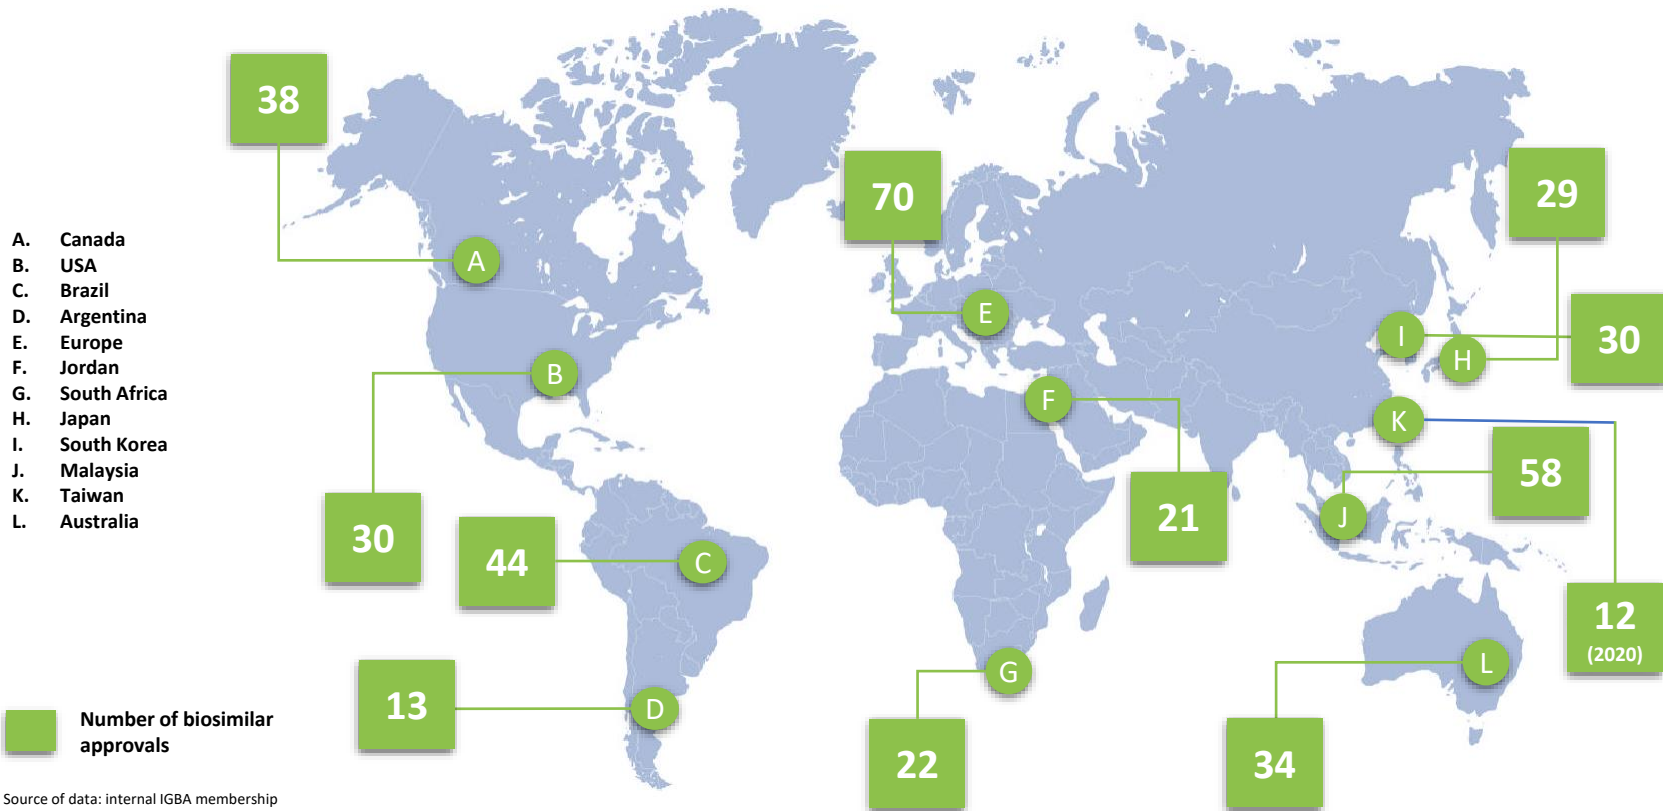 38
70
29
A. Canada
B. USA
C. Brazil
D. Argentina
E. Europe
F. Jordan
G. South Africa
H. Japan
I. South Korea
J. Malaysia
K. Taiwan
L. Australia
A
E
I
H
30
B
F
K
58
30
44
C
21
J
12
(2020)
13
D
G
L
22
34
Number of biosimilar
approvals
Source of data: internal IGBA membership